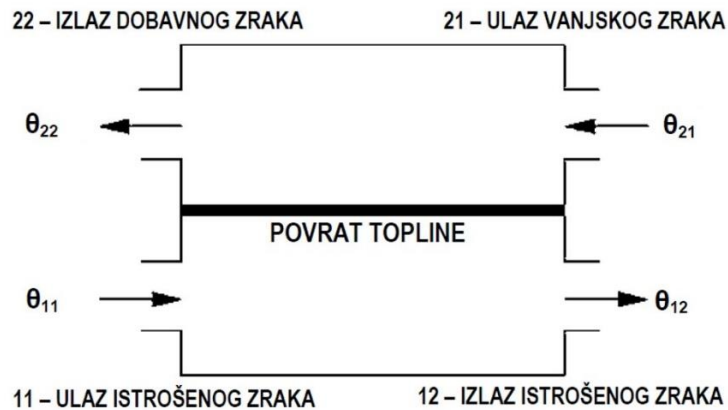 22 – IZLAZ DOBAVNOG ZRAKA
21 – ULAZ VANJSKOG ZRAKA
θ22
θ21
POVRAT TOPLINE
θ11
θ12
11 – ULAZ ISTROŠENOG ZRAKA
12 – IZLAZ ISTROŠENOG ZRAKA